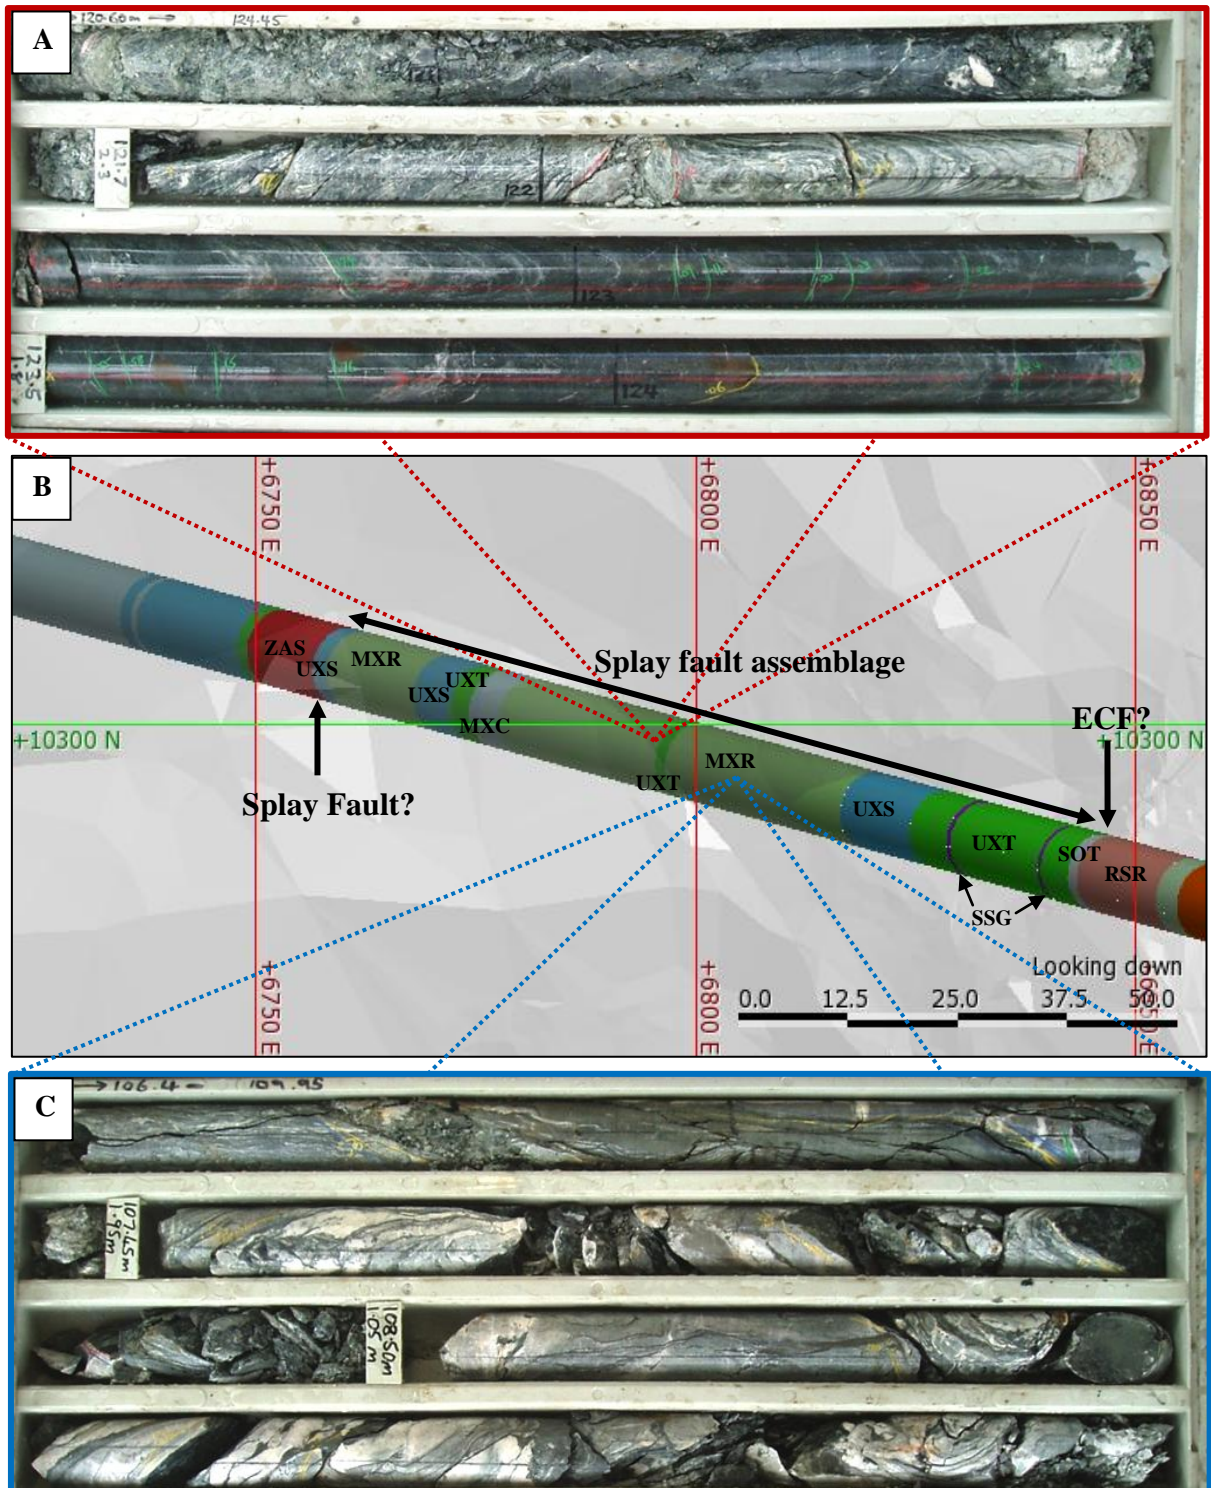 A
120.60m → 124.45
121
121.7
2.3
122
123
123.5
1.8
124
.06
B
+6750 E
+6800 E
+6850 E
ZAS
UXS
MXR
UXS
UXT
MXC
Splay fault assemblage
ECF?
+10300 N
+10300 N
UXT
MXR
Splay Fault?
UXS
UXT
SOT
RSR
SSG
Looking down
0.0 12.5 25.0 37.5 50.0
+6750 E
+6800 E
+6850 E
C
→ 106.4 - 109.95
107.45m
1.95m
108.50m
1.05m